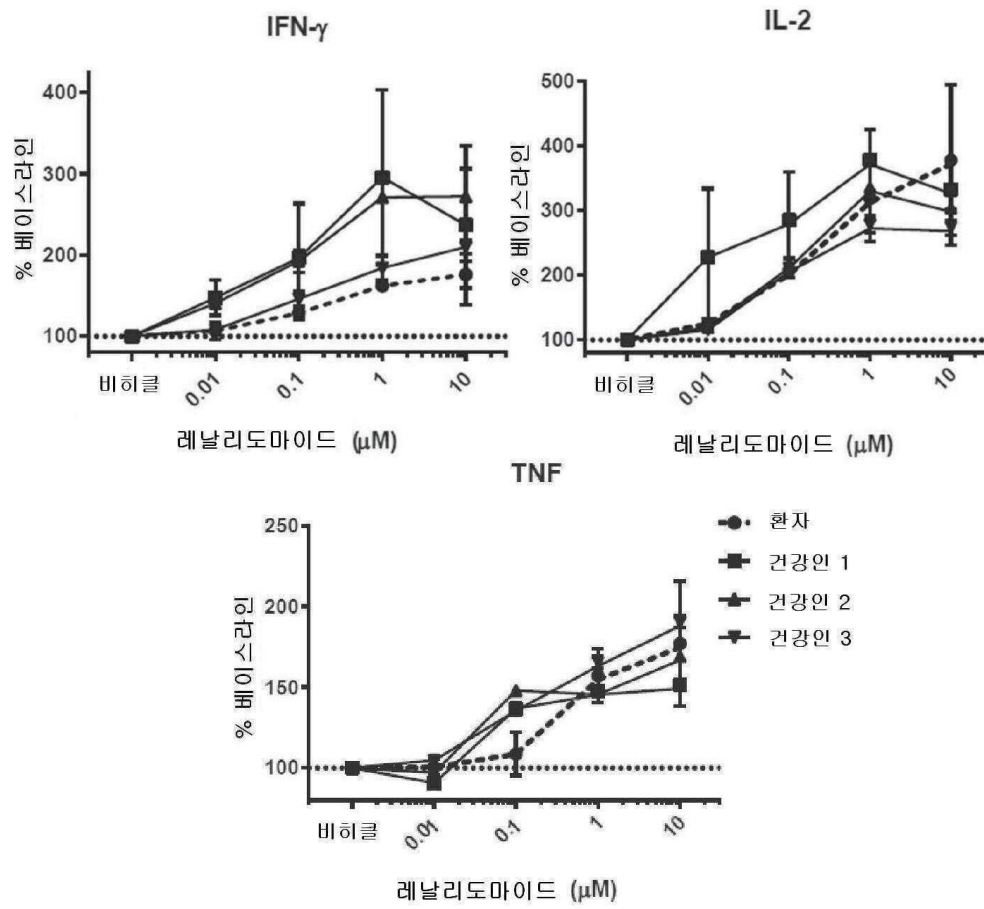 IFN-γ
% 베이스라인
400
300
200
100
비히클
0.01
0.1
1
10
레날리도마이드 (μM)
IL-2
% 베이스라인
500
400
300
200
100
비히클
0.01
0.1
1
10
레날리도마이드 (μM)
TNF
% 베이스라인
250
200
150
100
비히클
0.01
0.1
1
10
레날리도마이드 (μM)
환자
건강인 1
건강인 2
건강인 3